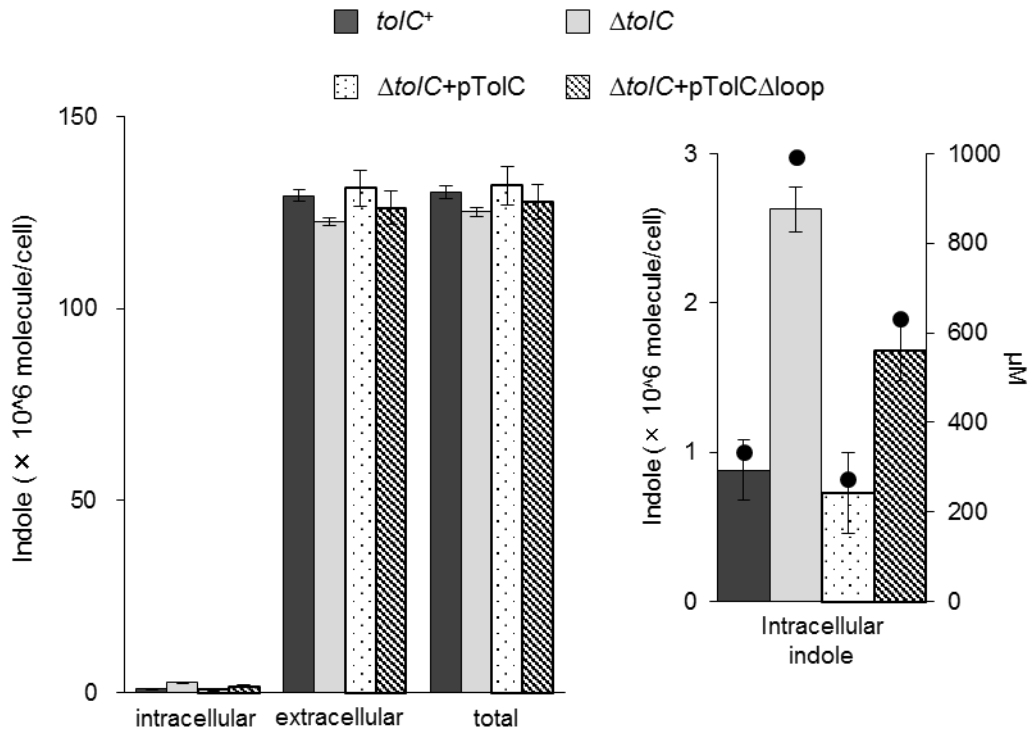 tolC⁺
ΔtolC
ΔtolC+pTolC
ΔtolC+pTolCΔloop
Indole ( × 10^6 molecule/cell)
150
100
50
0
intracellular
extracellular
total
Indole ( × 10^6 molecule/cell)
3
2
1
0
1000
800
600
400
200
0
μM
Intracellular
indole